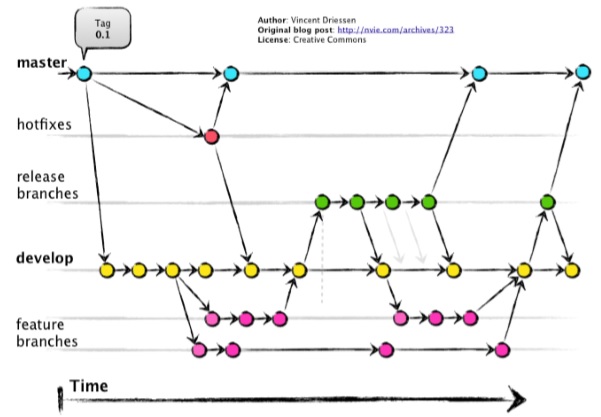 Tag
0.1
Author: Vincent Driessen
Original blog post: http://nvie.com/archives/323
License: Creative Commons
master
hotfixes
release
branches
develop
feature
branches
Time